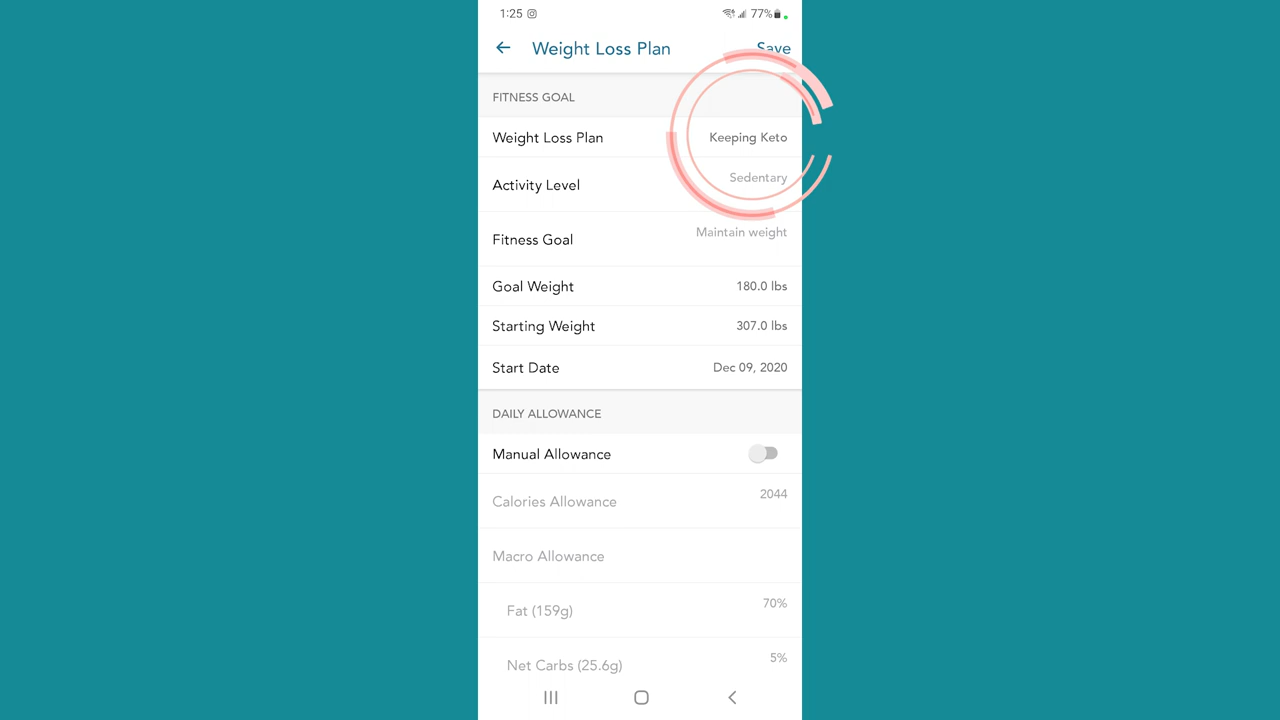 1:25 77%
Weight Loss Plan Save
FITNESS GOAL
Weight Loss Plan Keeping Keto
Activity Level Sedentary
Fitness Goal Maintain weight
Goal Weight 180.0 lbs
Starting Weight 307.0 lbs
Start Date Dec 09, 2020
DAILY ALLOWANCE
Manual Allowance
Calories Allowance 2044
Macro Allowance
Fat (159g) 70%
Net Carbs (25.6g) 5%